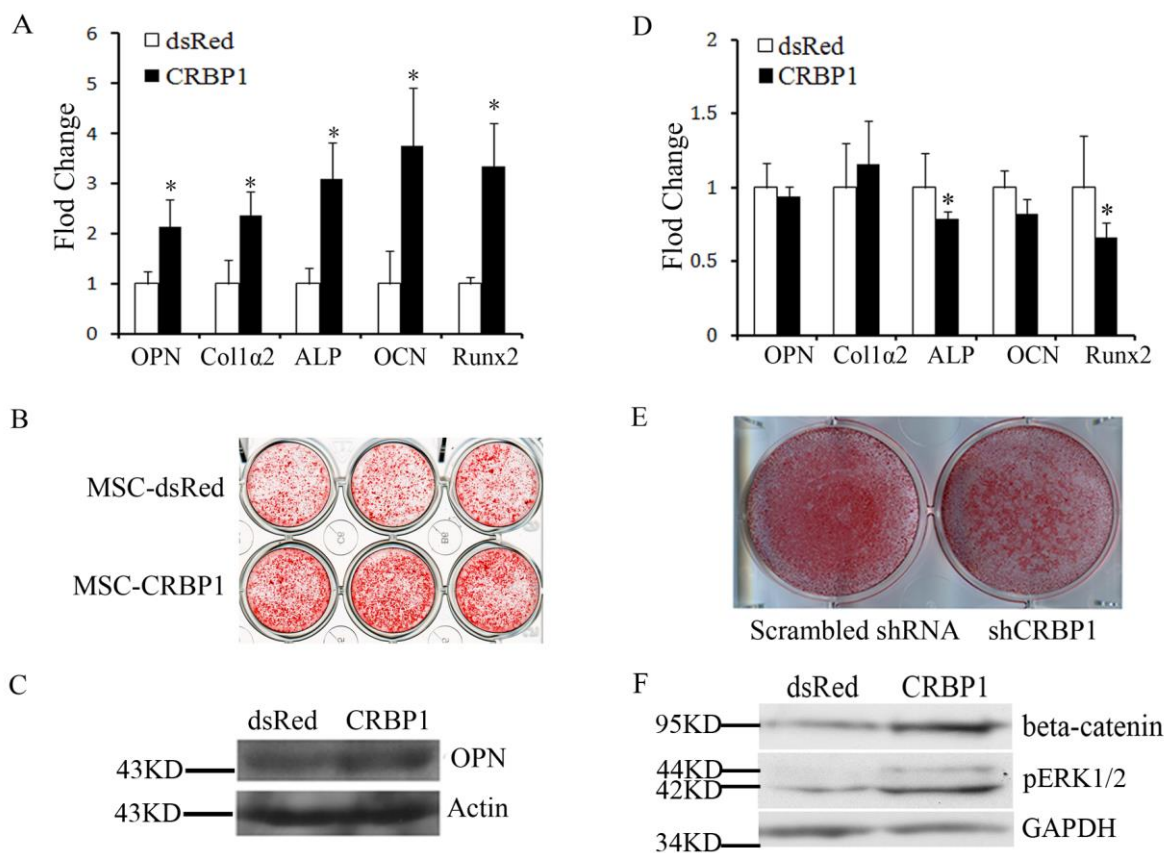 A
6
5
4
3
2
1
0
Flod Change
dsRed
CRBP1
*
*
*
*
*
OPN Col1α2 ALP OCN Runx2
B
MSC-dsRed
MSC-CRBP1
C
dsRed CRBP1
43KD OPN
43KD Actin
D
2
1.5
1
0.5
0
Flod Change
dsRed
CRBP1
*
*
OPN Col1α2 ALP OCN Runx2
E
Scrambled shRNA shCRBP1
F
dsRed CRBP1
95KD beta-catenin
44KD
42KD pERK1/2
GAPDH
34KD